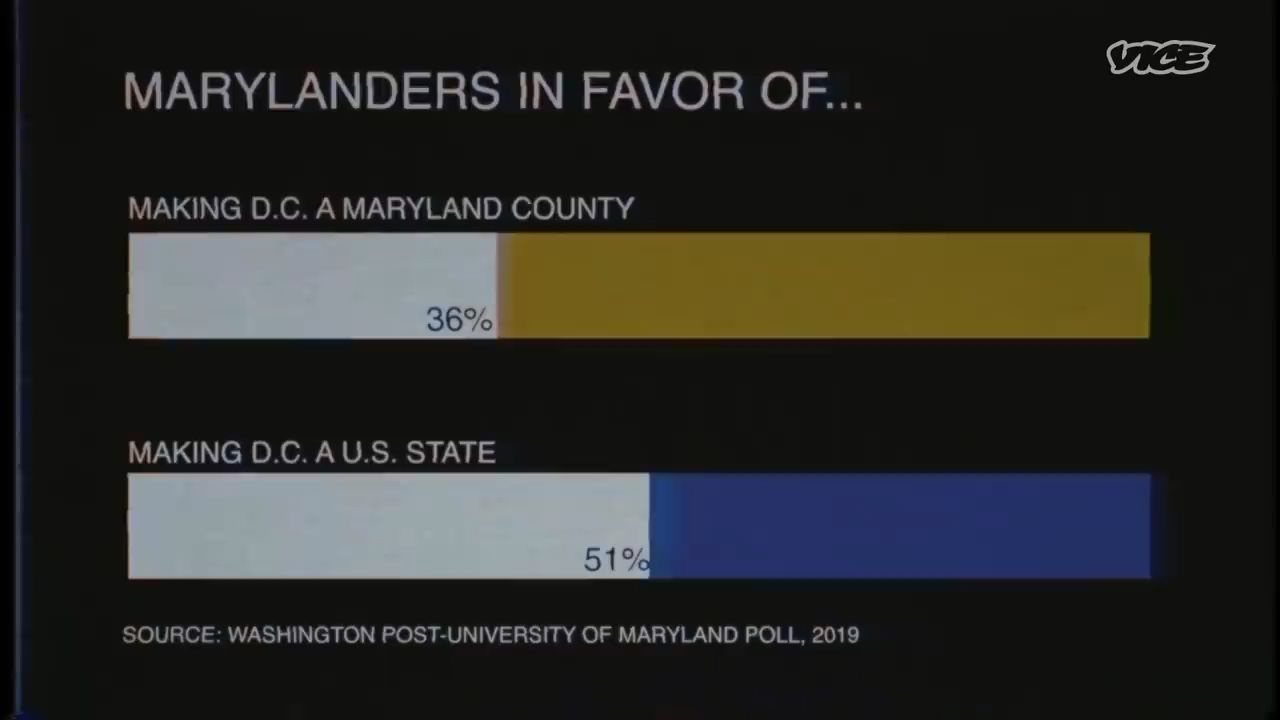 VICE
MARYLANDERS IN FAVOR OF...
MAKING D.C. A MARYLAND COUNTY
36%
MAKING D.C. A U.S. STATE
51%
SOURCE: WASHINGTON POST-UNIVERSITY OF MARYLAND POLL, 2019